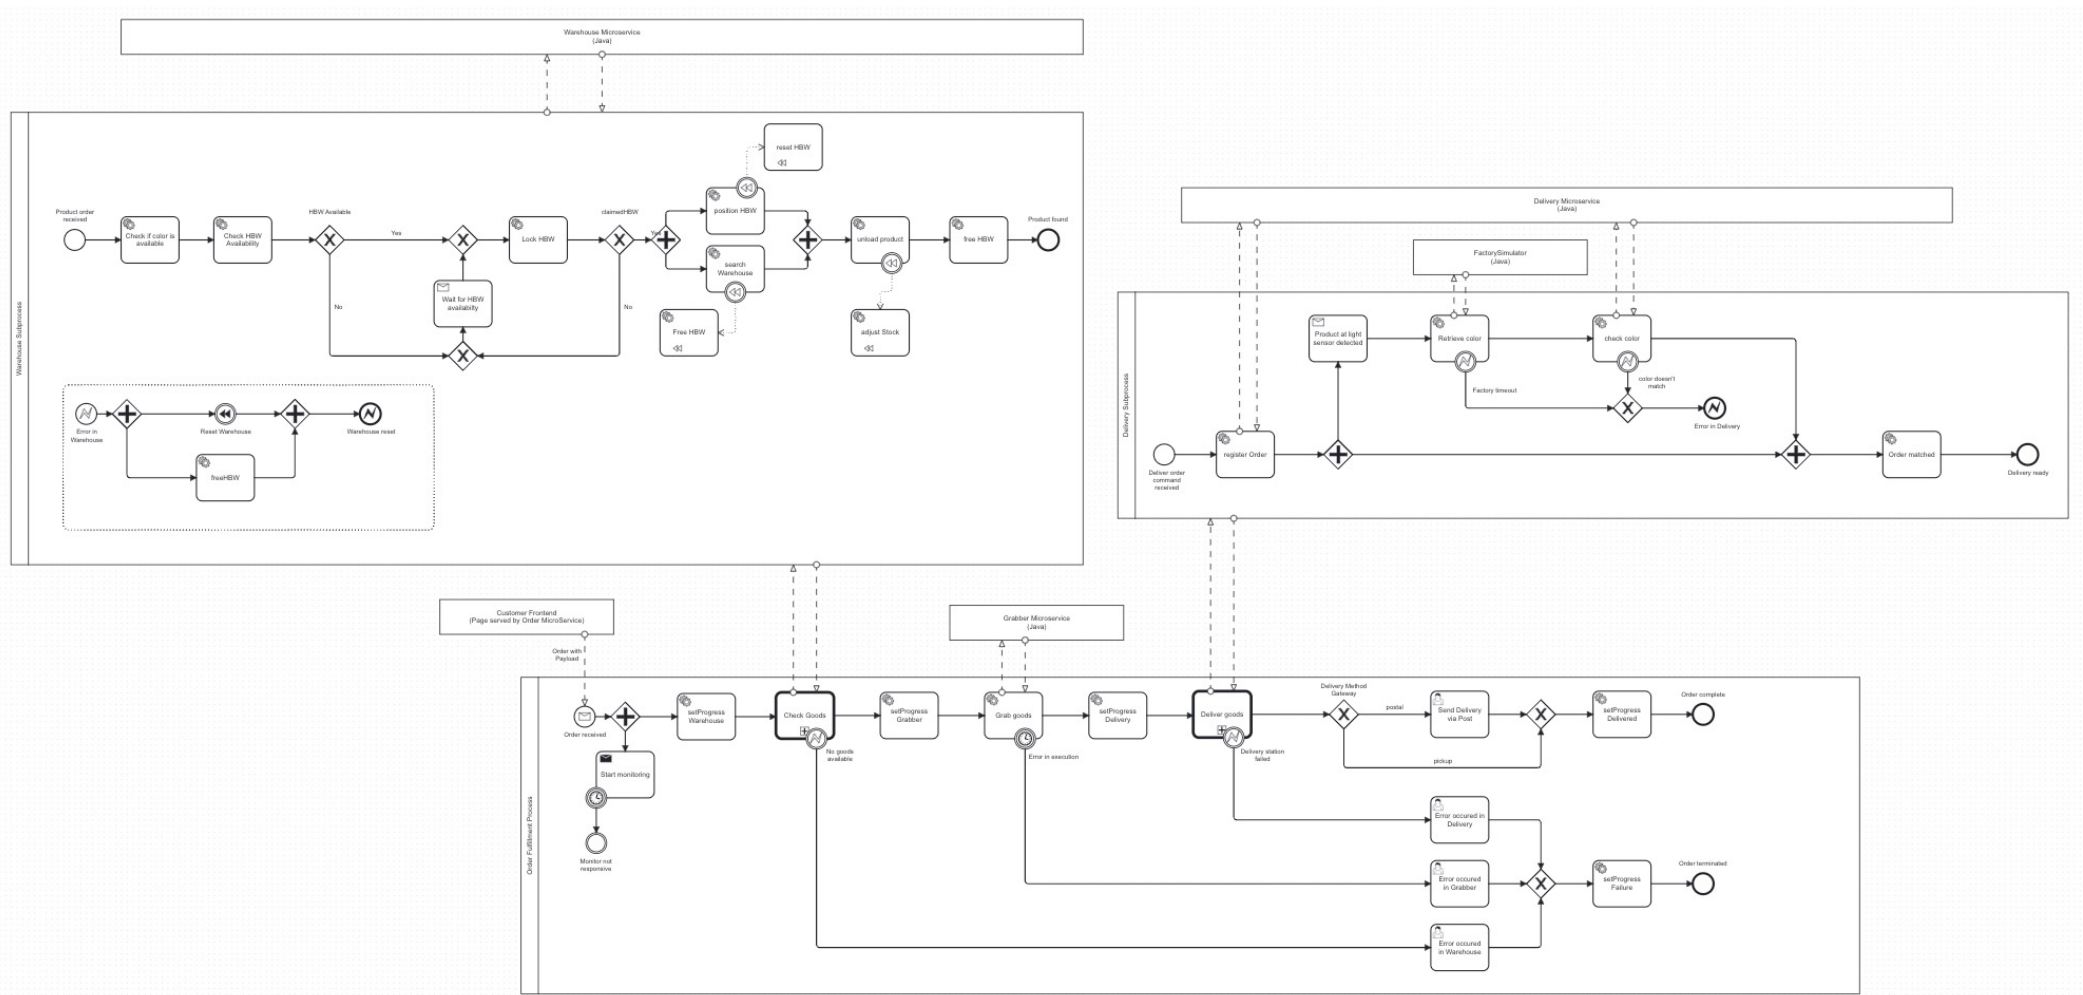 Warehouse Microservice
(Java)
Warehouse Subprocess
Product order
received
Check if color is
available
Check HBW
Availability
HBW Available
Yes
No
Wait for HBW
availabilty
Lock HBW
claimedHBW
Yes
No
position HBW
reset HBW
search
Warehouse
Free HBW
unload product
adjust Stock
free HBW
Product found
Error in
Warehouse
Reset Warehouse
freeHBW
Warehouse reset
Delivery Microservice
(Java)
FactorySimulator
(Java)
Delivery Subprocess
Deliver order
command
received
register Order
Product at light
sensor detected
Retrieve color
Factory timeout
check color
color doesn't
match
Error in Delivery
Order matched
Delivery ready
Customer Frontend
(Page served by Order MicroService)
Order with
Payload
Grabber Microservice
(Java)
Order Fulfillment Process
Order received
Start monitoring
Monitor not
responsive
setProgress
Warehouse
Check Goods
No goods
available
setProgress
Grabber
Grab goods
Error in execution
setProgress
Delivery
Deliver goods
Delivery station
failed
Delivery Method
Gateway
postal
pickup
Send Delivery
via Post
setProgress
Delivered
Order complete
Error occured in
Delivery
Error occured
in Grabber
Error occured
in Warehouse
setProgress
Failure
Order terminated